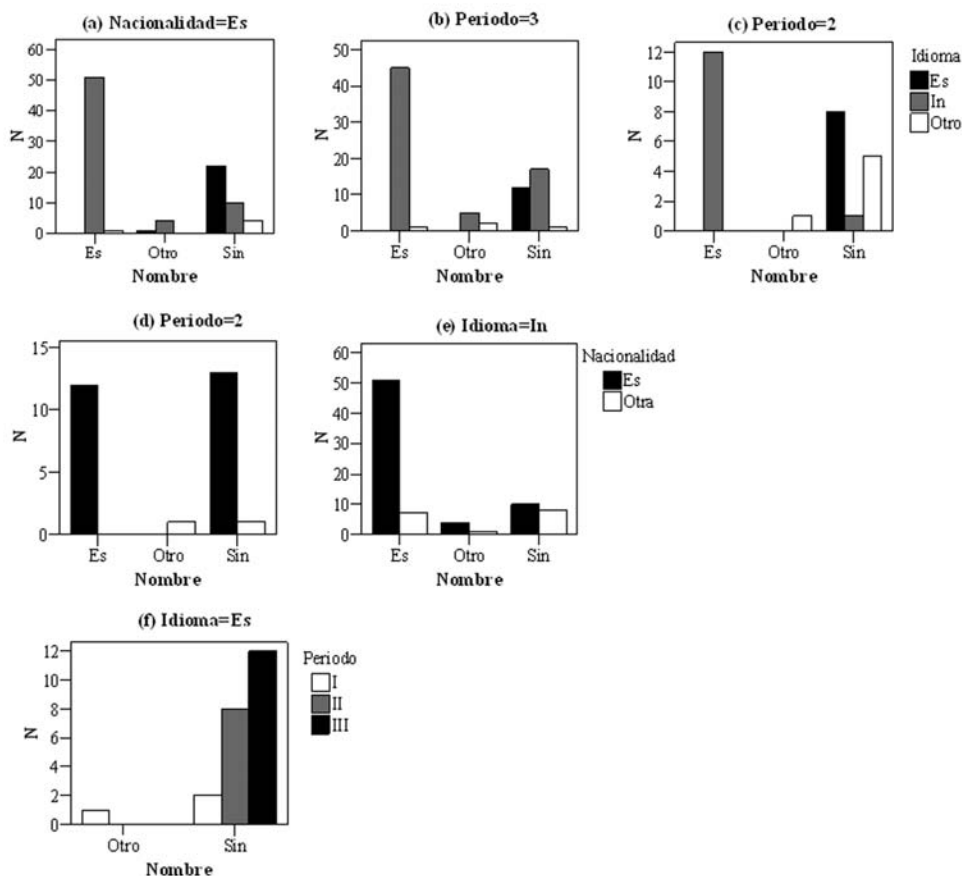 (a) Nacionalidad=Es
60
50
40
30
20
10
0
N
Es
Otro
Sin
Nombre
(b) Periodo=3
50
40
30
20
10
0
N
Es
Otro
Sin
Nombre
(c) Periodo=2
12
10
8
6
4
2
0
N
Es
Otro
Sin
Nombre
Idioma
Es
In
Otro
(d) Periodo=2
15
10
5
0
N
Es
Otro
Sin
Nombre
(e) Idioma=In
60
50
40
30
20
10
0
N
Es
Otro
Sin
Nombre
Nacionalidad
Es
Otra
(f) Idioma=Es
12
10
8
6
4
2
0
N
Otro
Sin
Nombre
Periodo
I
II
III